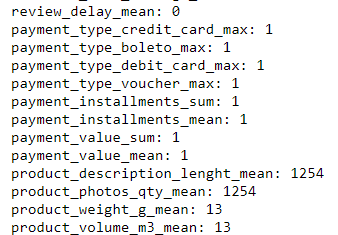 review_delay_mean: 0
payment_type_credit_card_max: 1
payment_type_boleto_max: 1
payment_type_debit_card_max: 1
payment_type_voucher_max: 1
payment_installments_sum: 1
payment_installments_mean: 1
payment_value_sum: 1
payment_value_mean: 1
product_description_lenght_mean: 1254
product_photos_qty_mean: 1254
product_weight_g_mean: 13
product_volume_m3_mean: 13